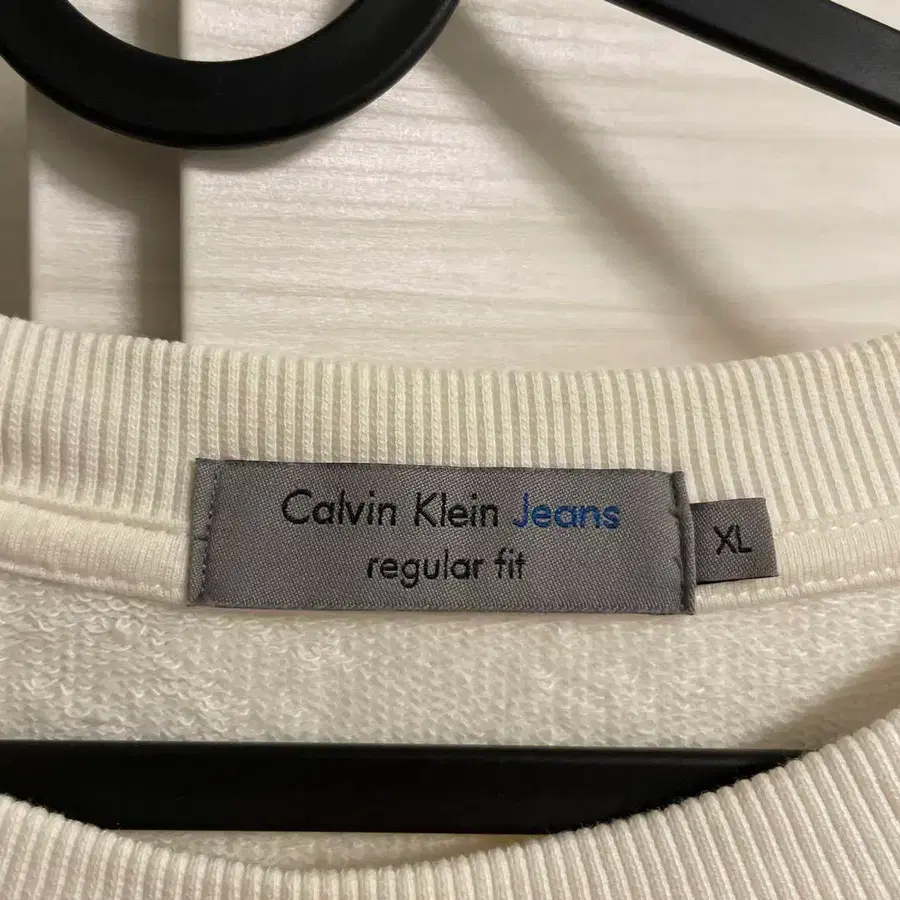 Calvin Klein Jeans
regular fit
XL